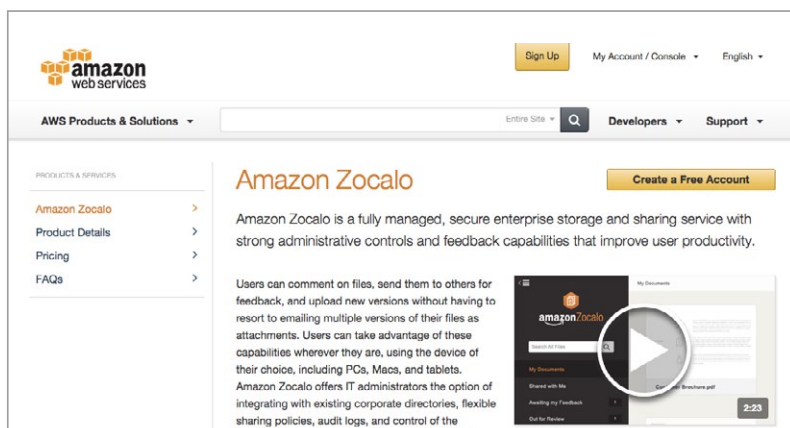 Sign Up
My Account / Console
English
amazon
web services
AWS Products & Solutions
Entire Site
Developers
Support
PRODUCTS & SERVICES
Amazon Zocalo
Product Details
Pricing
FAQs
Amazon Zocalo
Create a Free Account
Amazon Zocalo is a fully managed, secure enterprise storage and sharing service with
strong administrative controls and feedback capabilities that improve user productivity.
Users can comment on files, send them to others for
feedback, and upload new versions without having to
resort to emailing multiple versions of their files as
attachments. Users can take advantage of these
capabilities wherever they are, using the device of
their choice, including PCs, Macs, and tablets.
Amazon Zocalo offers IT administrators the option of
integrating with existing corporate directories, flexible
sharing policies, audit logs, and control of the
My Documents
amazonZocalo
Search All Files
My Documents
Shared with Me
Awaiting my Feedback
Out for Review
Brochure.pdf
2:23